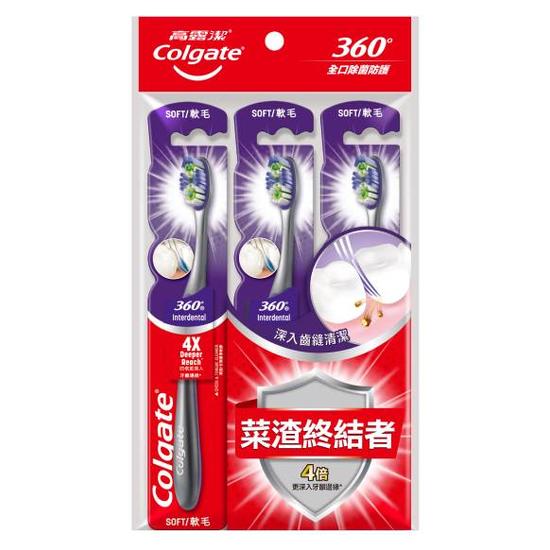 高露潔®
Colgate®
360°
全口除菌防護
SOFT/軟毛
SOFT/軟毛
SOFT/軟毛
360°®
Interdental
360°®
Interdental
4X
Deeper
Reach^
深入齒縫清潔
Colgate
Colgate
菜渣終結者
4倍
更深入牙齦邊緣^
SOFT/軟毛